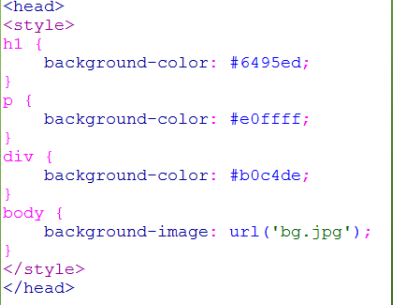 <head>
<style>
h1 {
    background-color: #6495ed;
}
p {
    background-color: #e0ffff;
}
div {
    background-color: #b0c4de;
}
body {
    background-image: url('bg.jpg');
}
</style>
</head>